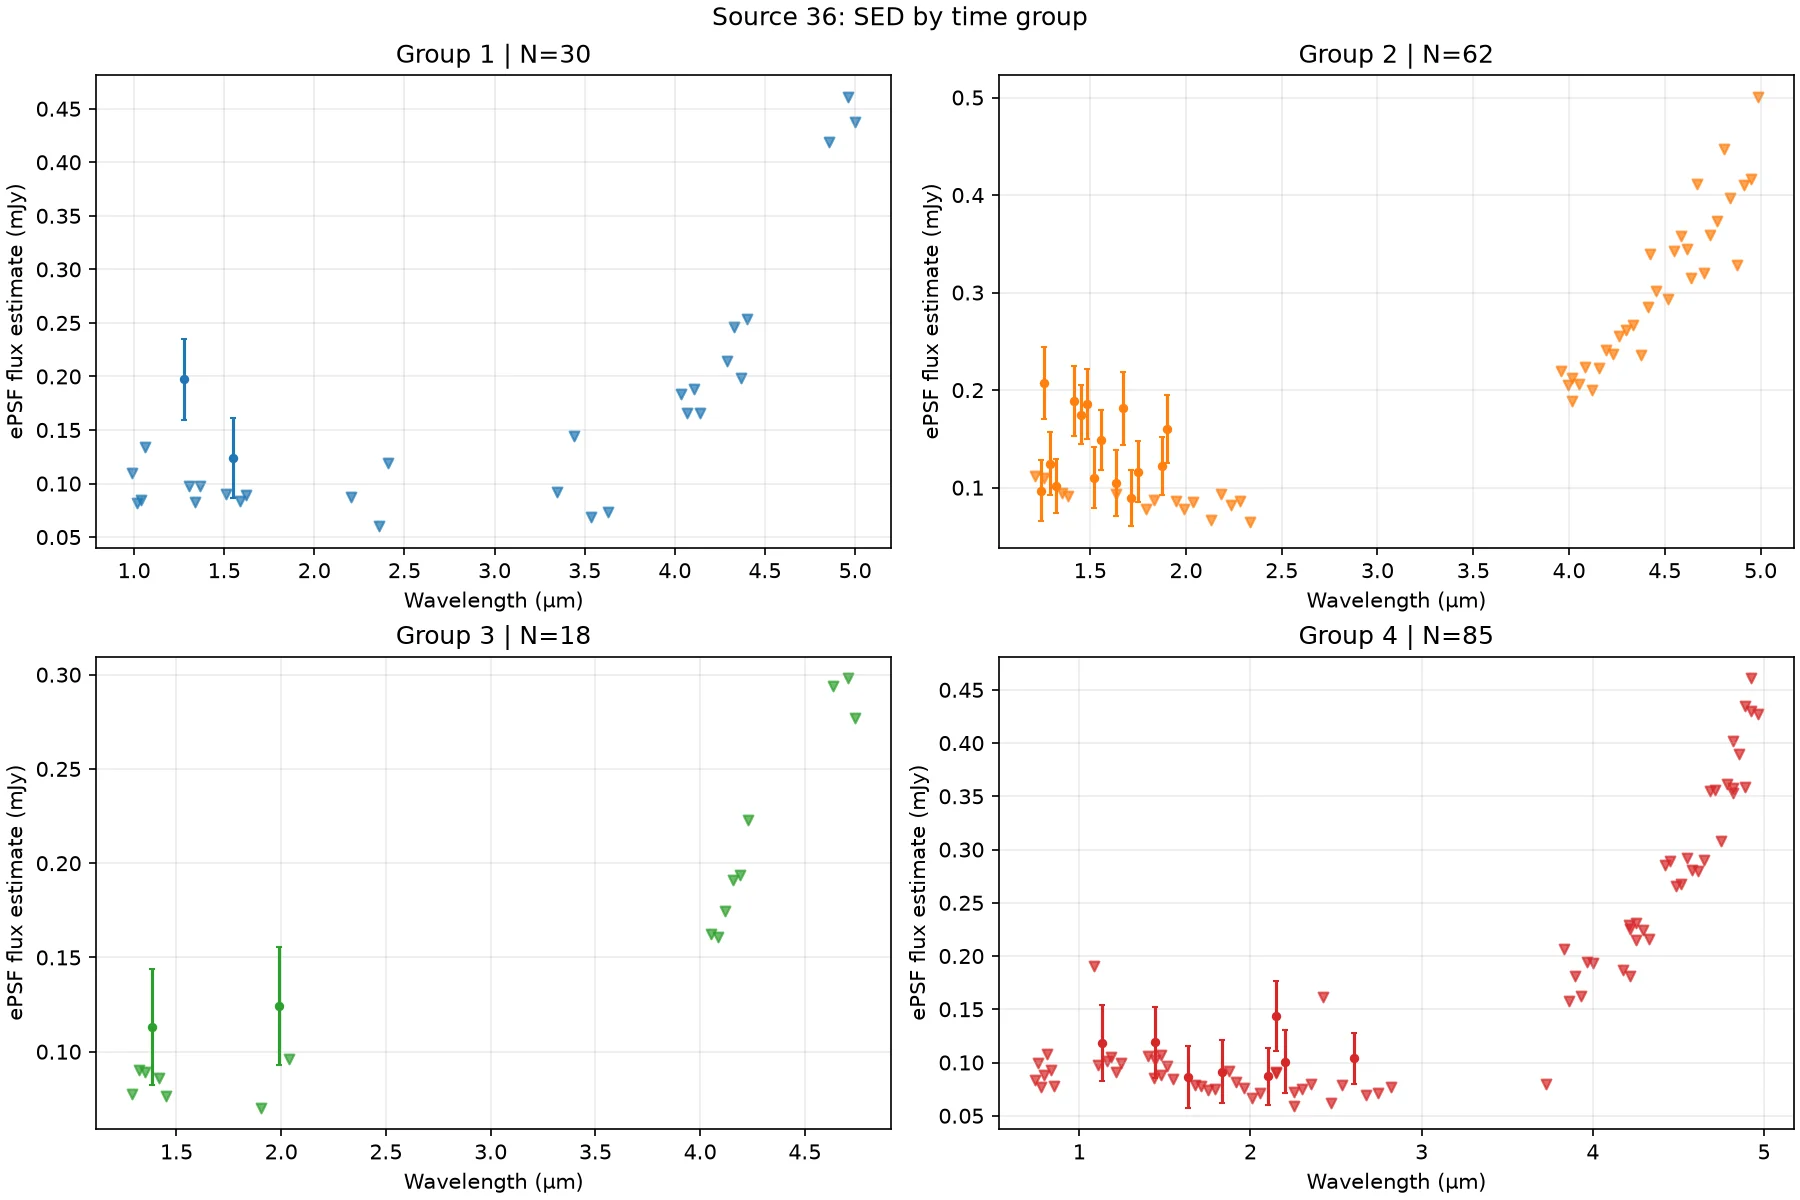 Source 36: SED by time group
Group 1 | N=30
ePSF flux estimate (mJy)
0.45
0.40
0.35
0.30
0.25
0.20
0.15
0.10
0.05
1.0 1.5 2.0 2.5 3.0 3.5 4.0 4.5 5.0
Wavelength (μm)
Group 2 | N=62
ePSF flux estimate (mJy)
0.5
0.4
0.3
0.2
0.1
1.5 2.0 2.5 3.0 3.5 4.0 4.5 5.0
Wavelength (μm)
Group 3 | N=18
ePSF flux estimate (mJy)
0.30
0.25
0.20
0.15
0.10
1.5 2.0 2.5 3.0 3.5 4.0 4.5
Wavelength (μm)
Group 4 | N=85
ePSF flux estimate (mJy)
0.45
0.40
0.35
0.30
0.25
0.20
0.15
0.10
0.05
1 2 3 4 5
Wavelength (μm)